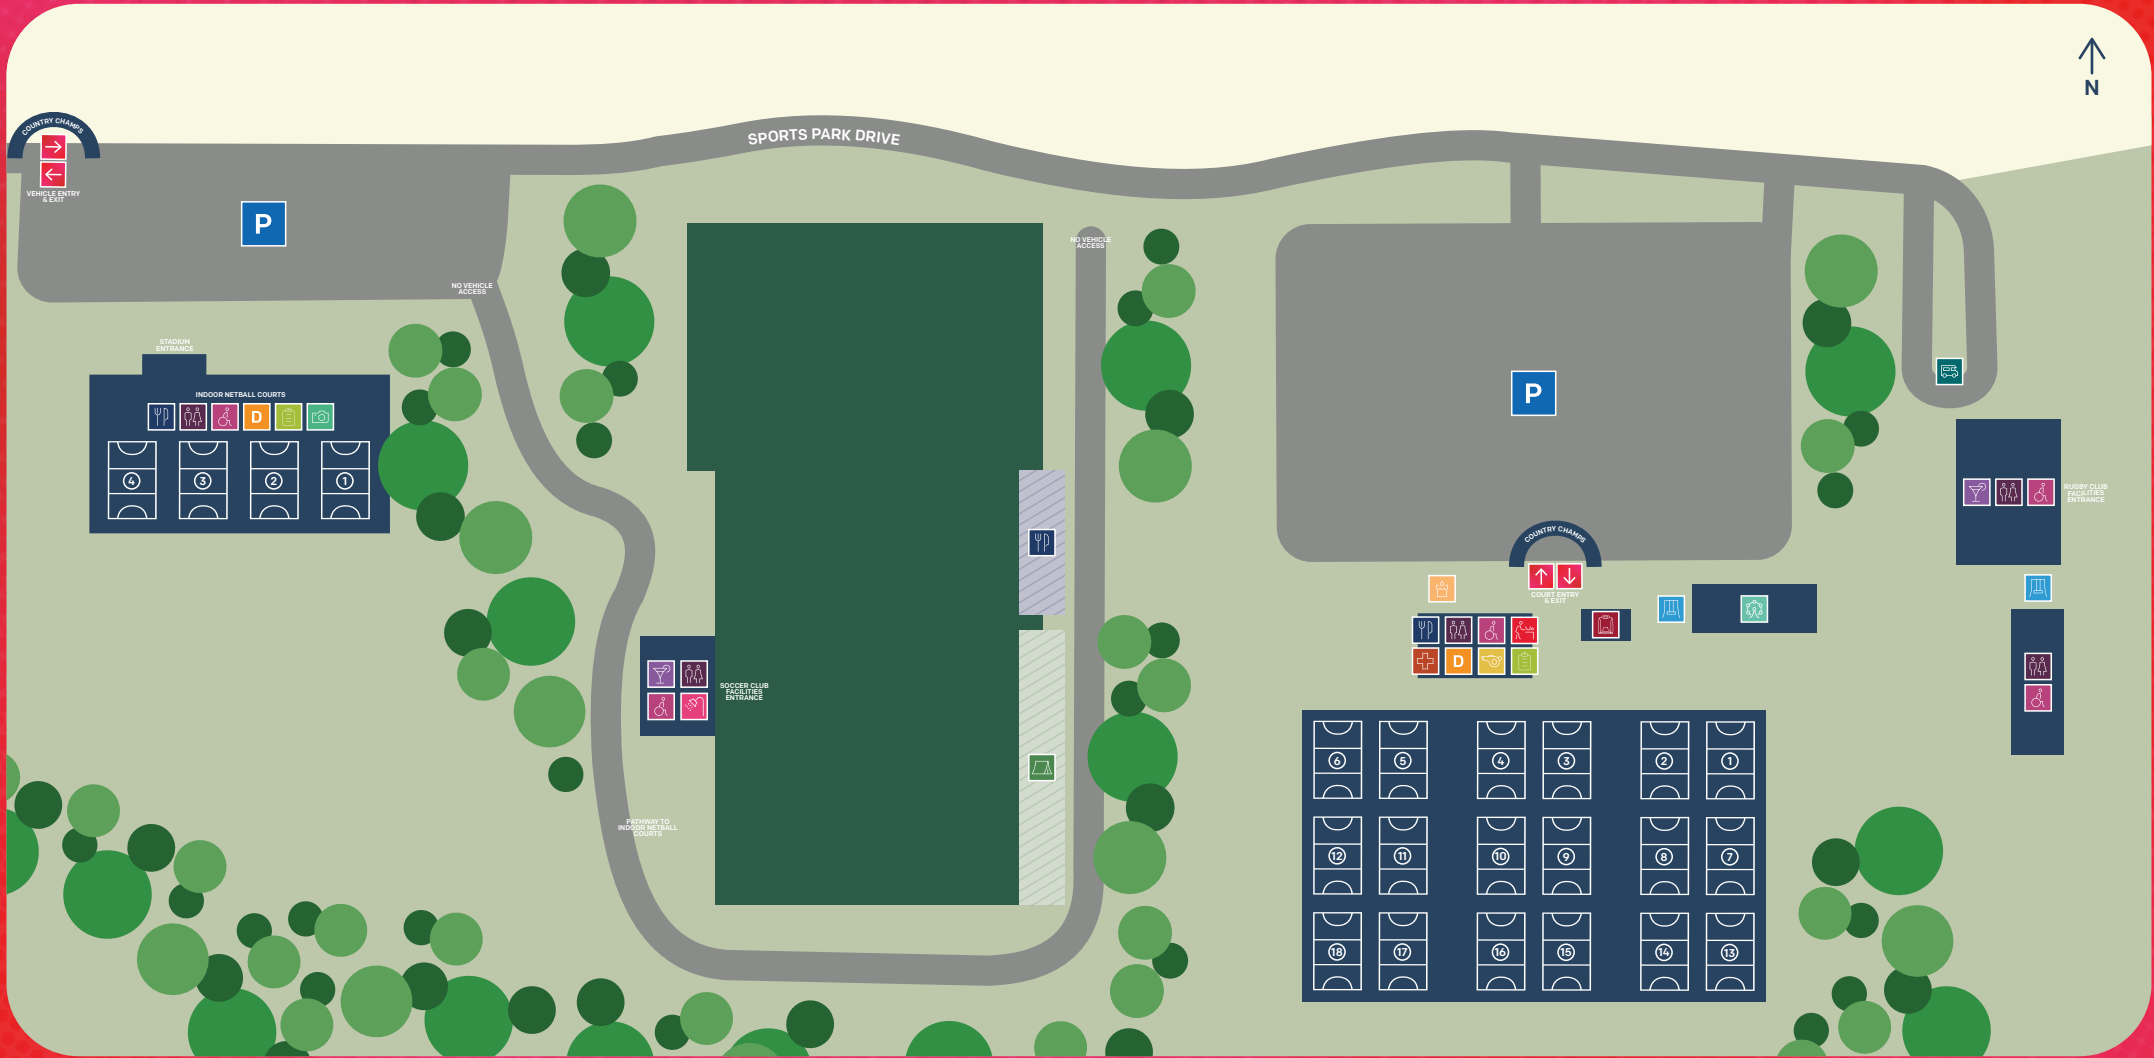 N
COUNTRY CHAMPS
VEHICLE ENTRY
& EXIT
SPORTS PARK DRIVE
P
NO VEHICLE
ACCESS
NO VEHICLE
ACCESS
STADIUM
ENTRANCE
INDOOR NETBALL COURTS
D
4
3
2
1
P
RUGBY CLUB
FACILITIES
ENTRANCE
COUNTRY CHAMPS
COURT ENTRY
& EXIT
D
SOCCER CLUB
FACILITIES
ENTRANCE
PATHWAY TO
INDOOR NETBALL
COURTS
6
5
4
3
2
1
12
11
10
9
8
7
18
17
16
15
14
13